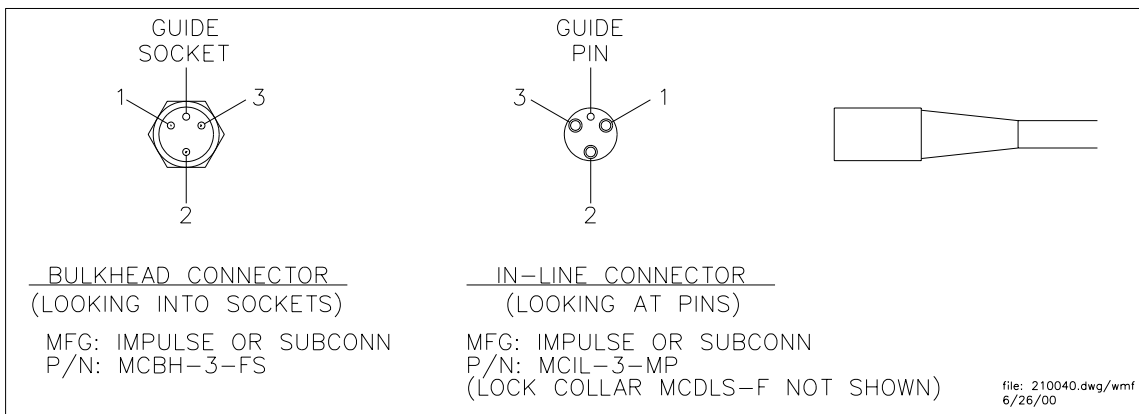 GUIDE
SOCKET
1
3
2
BULKHEAD CONNECTOR
(LOOKING INTO SOCKETS)
MFG: IMPULSE OR SUBCONN
P/N: MCBH-3-FS
GUIDE
PIN
3
1
2
IN-LINE CONNECTOR
(LOOKING AT PINS)
MFG: IMPULSE OR SUBCONN
P/N: MCIL-3-MP
(LOCK COLLAR MCDLS-F NOT SHOWN)
file: 210040.dwg/wmf
6/26/00